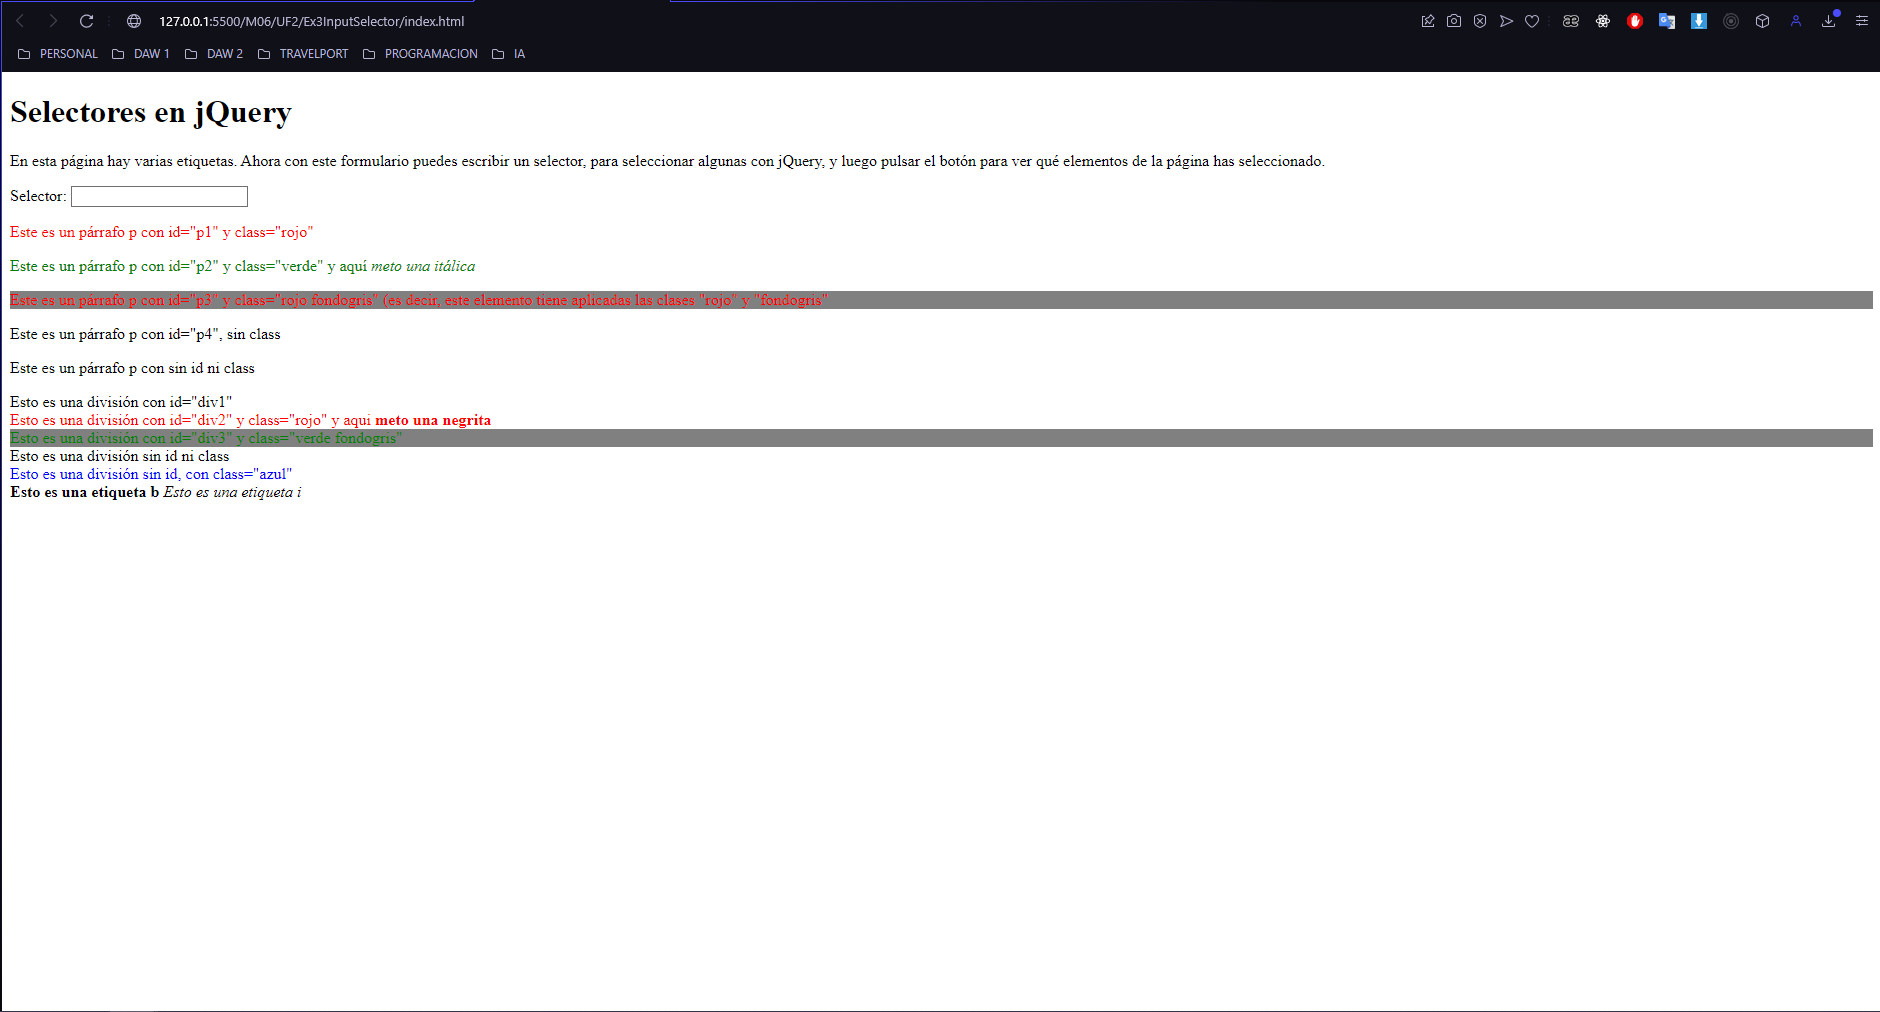 127.0.0.1:5500/M06/UF2/Ex3InputSelector/index.html
PERSONAL DAW 1 DAW 2 TRAVELPORT PROGRAMACION IA
Selectores en jQuery
En esta página hay varias etiquetas. Ahora con este formulario puedes escribir un selector, para seleccionar algunas con jQuery, y luego pulsar el botón para ver qué elementos de la página has seleccionado.
Selector:
Este es un párrafo p con id="p1" y class="rojo"
Este es un párrafo p con id="p2" y class="verde" y aquí meto una itálica
Este es un párrafo p con id="p3" y class="rojo fondogris" (es decir, este elemento tiene aplicadas las clases "rojo" y "fondogris"
Este es un párrafo p con id="p4", sin class
Este es un párrafo p con sin id ni class
Esto es una división con id="div1"
Esto es una división con id="div2" y class="rojo" y aqui meto una negrita
Esto es una división con id="div3" y class="verde fondogris"
Esto es una división sin id ni class
Esto es una división sin id, con class="azul"
Esto es una etiqueta b Esto es una etiqueta i